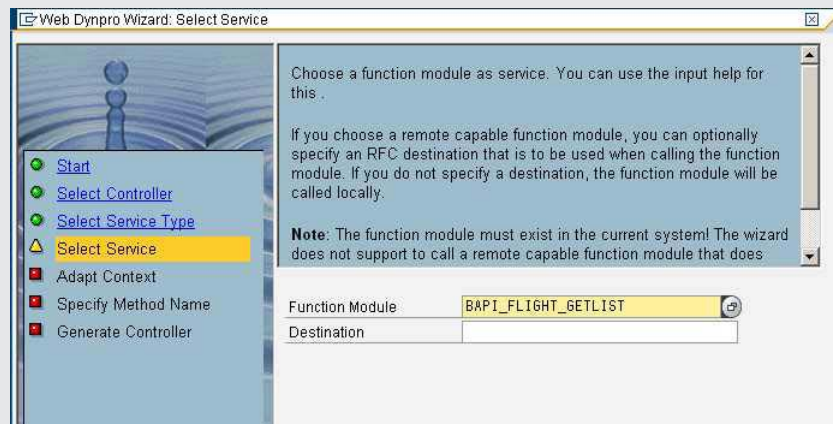 Web Dynpro Wizard: Select Service
Start
Select Controller
Select Service Type
Select Service
Adapt Context
Specify Method Name
Generate Controller
Choose a function module as service. You can use the input help for
this .
If you choose a remote capable function module, you can optionally
specify an RFC destination that is to be used when calling the function
module. If you do not specify a destination, the function module will be
called locally.
Note: The function module must exist in the current system! The wizard
does not support to call a remote capable function module that does
Function Module BAPI_FLIGHT_GETLIST
Destination